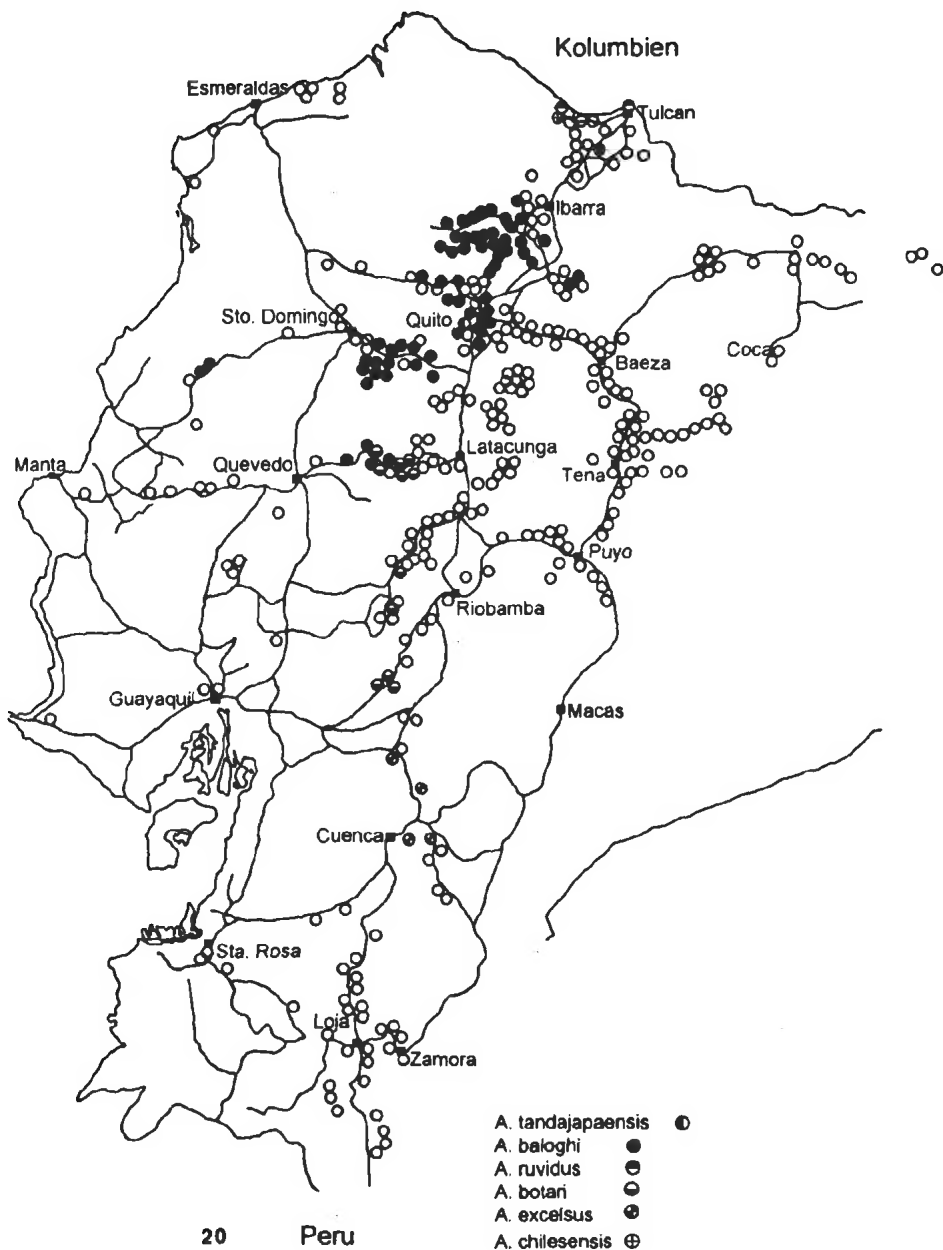 Kolumbien
Esmeraldas
Tulcan
Ibarra
Sto. Domingo
Quito
Baeza
Coca
Latacunga
Manta
Quevedo
Tena
Puyo
Riobamba
Guayaquil
Macas
Cuenca
Sta. Rosa
Loja
Zamora
A. tandajapaensis
A. baloghi
A. ruvidus
A. botari
A. excelsus
A. chilesensis
20 Peru